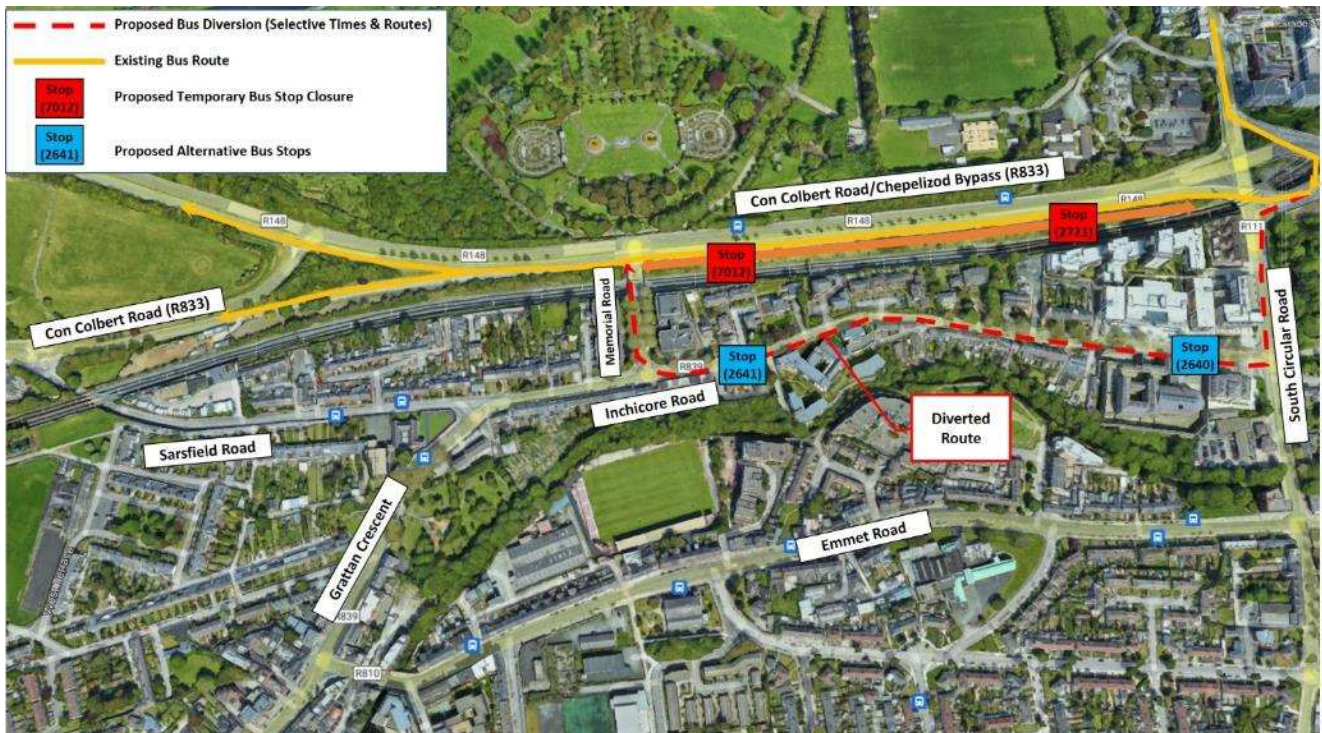 Proposed Bus Diversion (Selective Times & Routes)
Existing Bus Route
Stop
(7012)
Proposed Temporary Bus Stop Closure
Stop
(2641)
Proposed Alternative Bus Stops
Con Colbert Road/Chepelizod Bypass (R833)
R148
R148
R148
R148
Stop
(2721)
R111
Stop
(7012)
Con Colbert Road (R833)
Memorial Road
South Circular Road
Stop
(2641)
Stop
(2640)
R839
Inchicore Road
Diverted
Route
Sarsfield Road
Grattan Crescent
Emmet Road
R839
R810